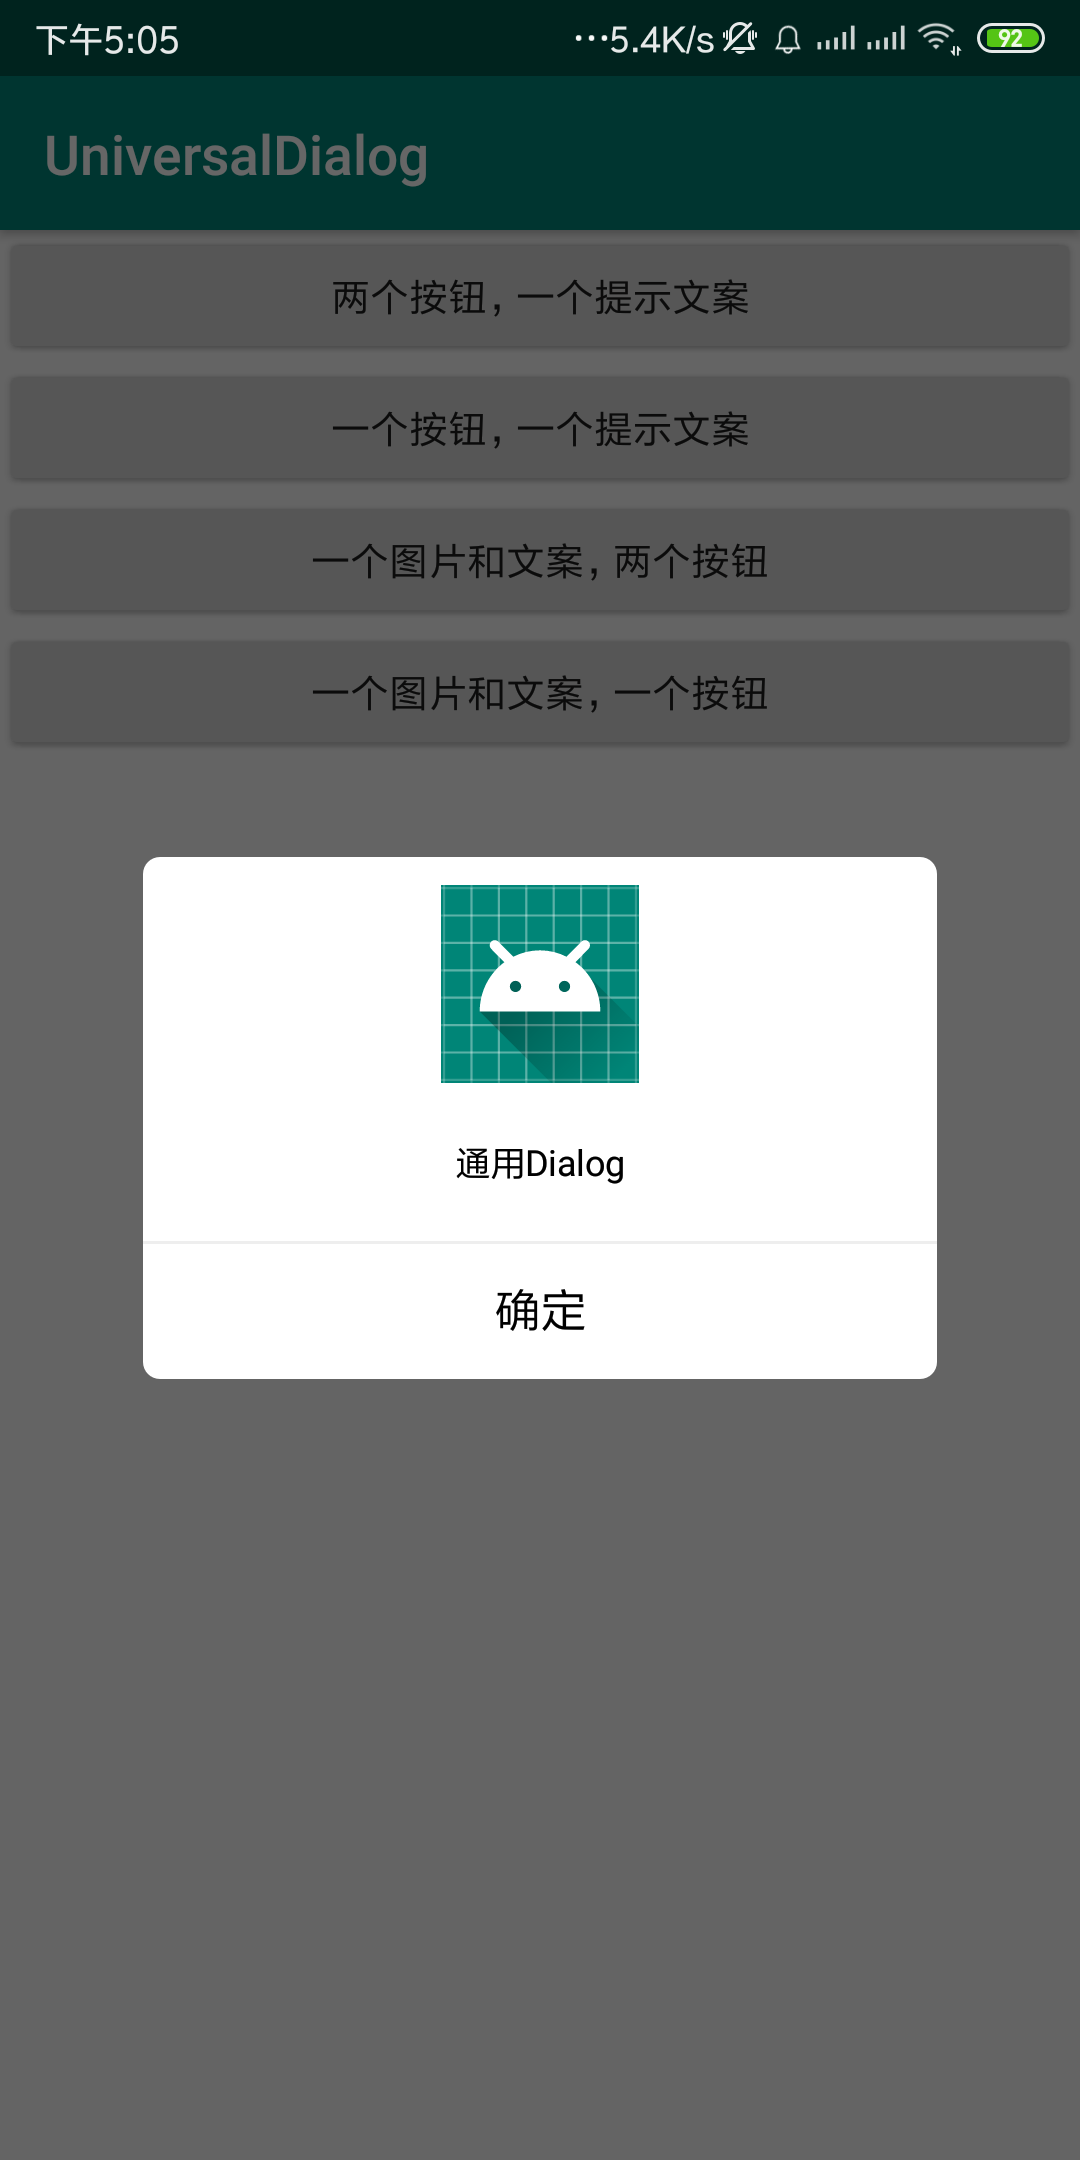 下午5:05
...5.4K/s
92
UniversalDialog
两个按钮，一个提示文案
一个按钮，一个提示文案
一个图片和文案，两个按钮
一个图片和文案，一个按钮
通用Dialog
确定